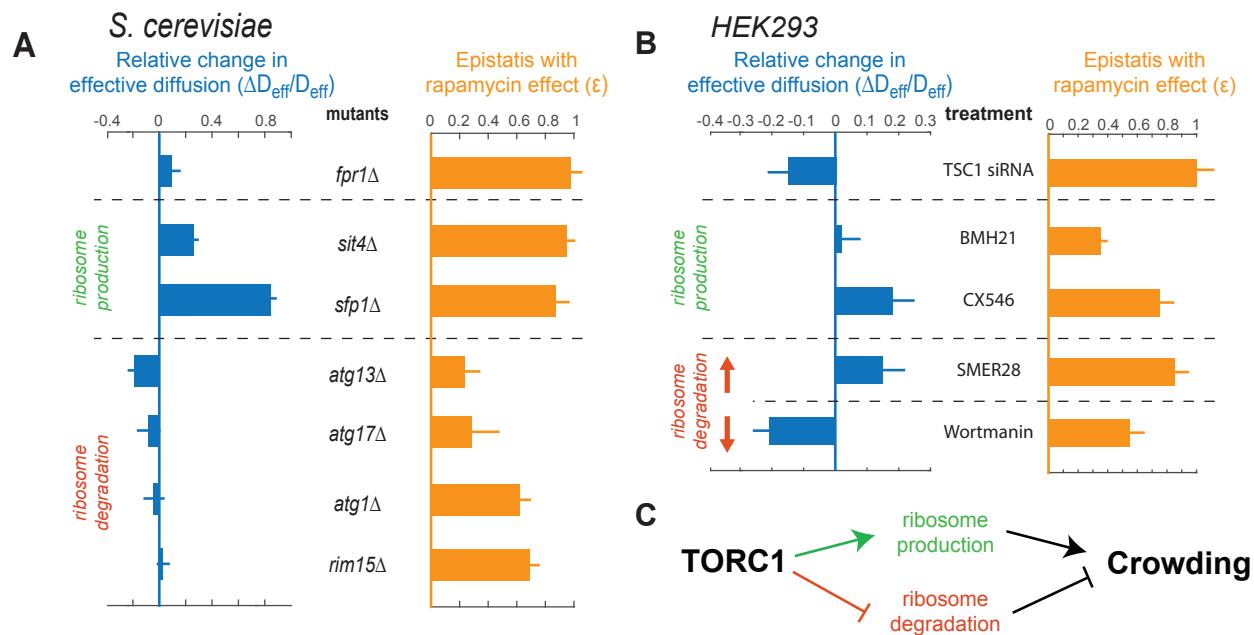 A
S. cerevisiae
Relative change in
effective diffusion (ΔDeff/Deff)
Epistatis with
rapamycin effect (ε)
mutants
-0.4 0 0.4 0.8
0 0.2 0.4 0.6 0.8 1
fpr1Δ
ribosome
production
sit4Δ
sfp1Δ
ribosome
degradation
atg13Δ
atg17Δ
atg1Δ
rim15Δ
B
HEK293
Relative change in
effective diffusion (ΔDeff/Deff)
Epistatis with
rapamycin effect (ε)
treatment
-0.4 -0.3 -0.2 -0.1 0 0.1 0.2 0.3
0 0.2 0.4 0.6 0.8 1
TSC1 siRNA
ribosome
production
BMH21
CX546
ribosome
degradation
SMER28
Wortmanin
C
TORC1
ribosome
production
ribosome
degradation
Crowding